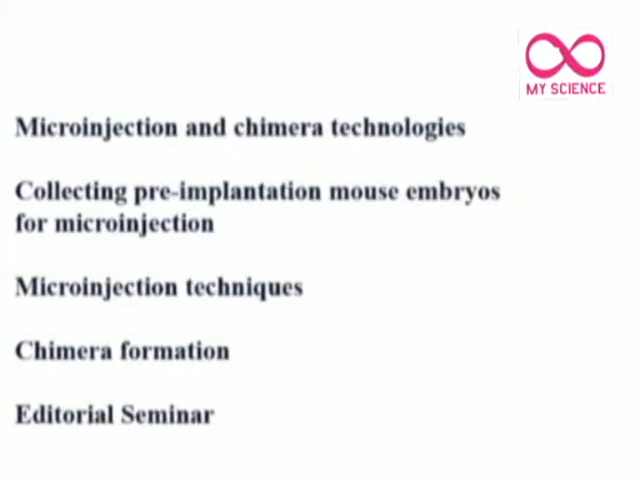 MY SCIENCE
Microinjection and chimera technologies
Collecting pre-implantation mouse embryos
for microinjection
Microinjection techniques
Chimera formation
Editorial Seminar